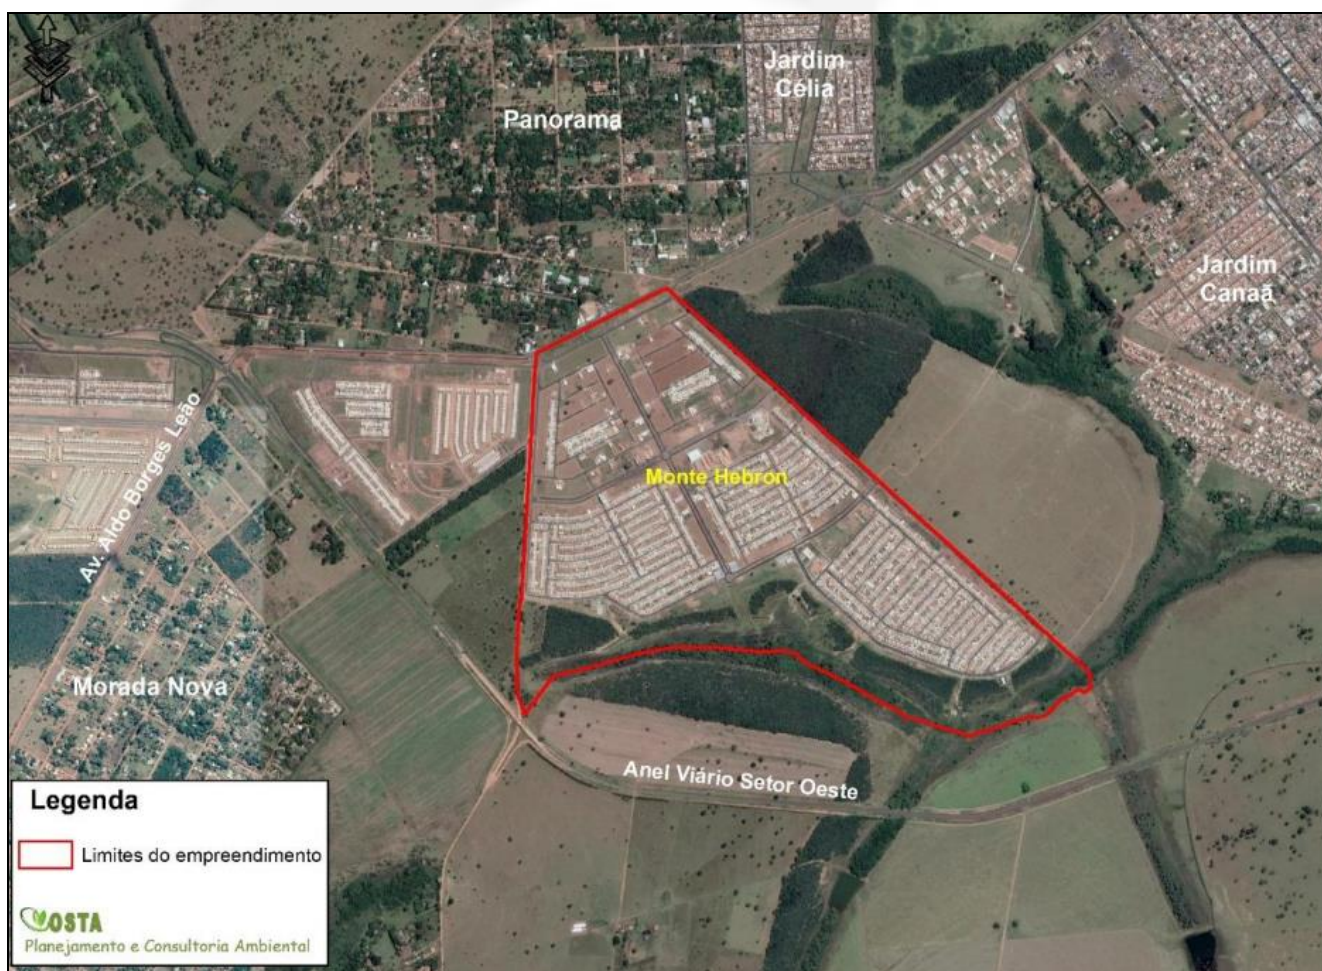 Jardim
Célia
Panorama
Jardim
Canaã
Monte Hebron
Av. Aldo Borges Leão
Morada Nova
Anel Viário Setor Oeste
Legenda
Limites do empreendimento
OSTA
Planejamento e Consultoria Ambiental